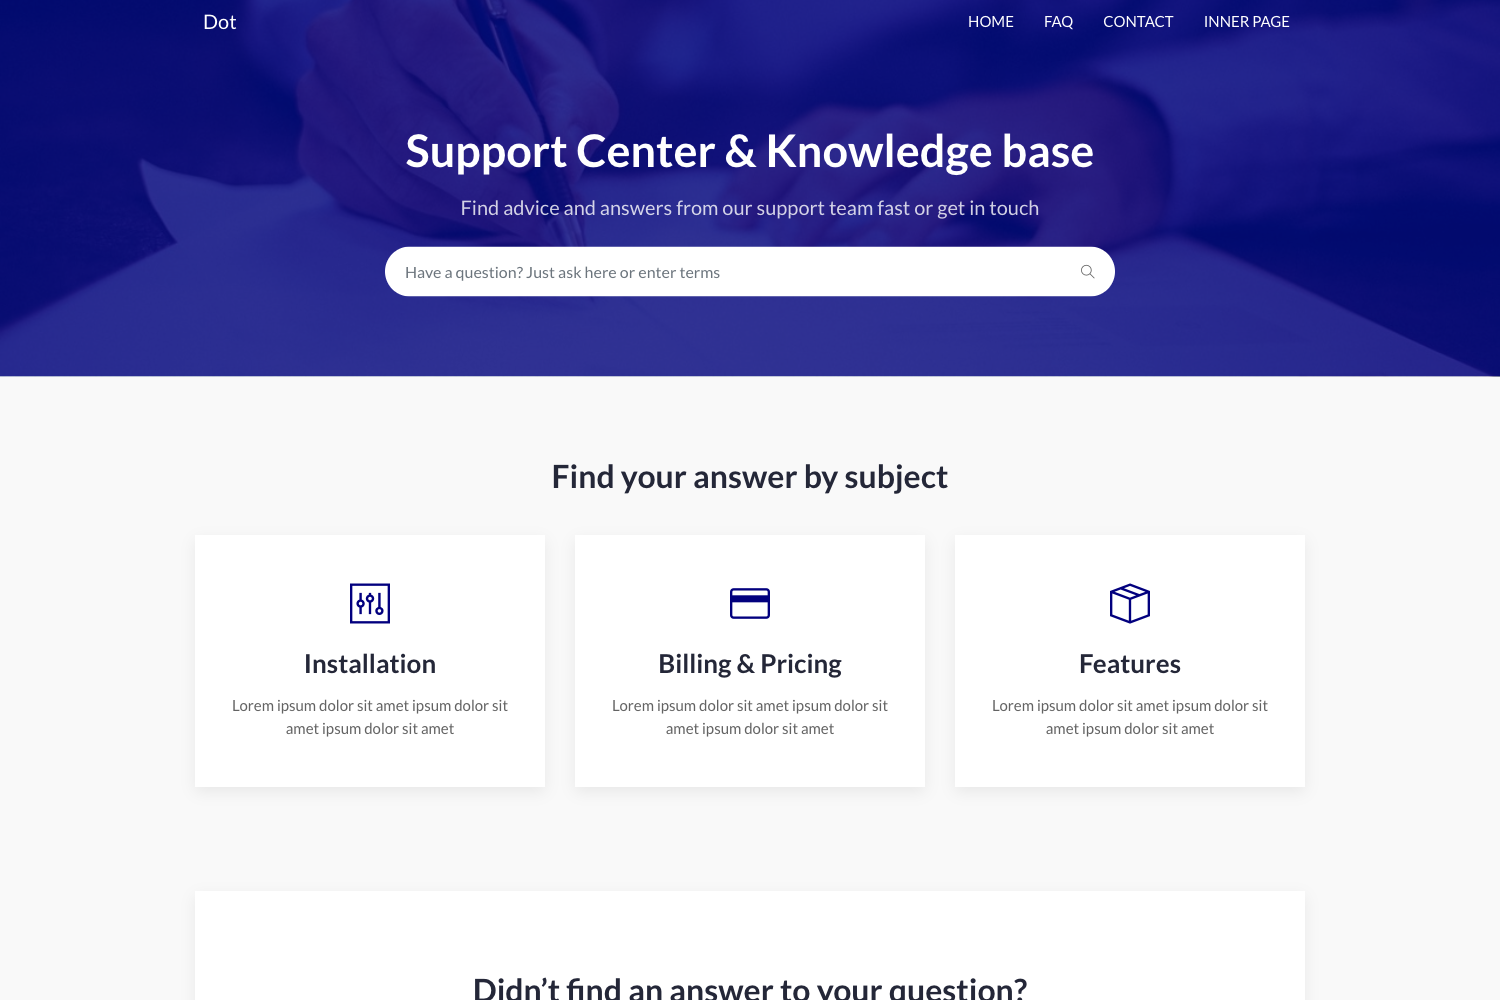 Dot
HOME FAQ CONTACT INNER PAGE
Support Center & Knowledge base
Find advice and answers from our support team fast or get in touch
Have a question? Just ask here or enter terms
Find your answer by subject
Installation
Lorem ipsum dolor sit amet ipsum dolor sit
amet ipsum dolor sit amet
Billing & Pricing
Lorem ipsum dolor sit amet ipsum dolor sit
amet ipsum dolor sit amet
Features
Lorem ipsum dolor sit amet ipsum dolor sit
amet ipsum dolor sit amet
Didn’t find an answer to your question?